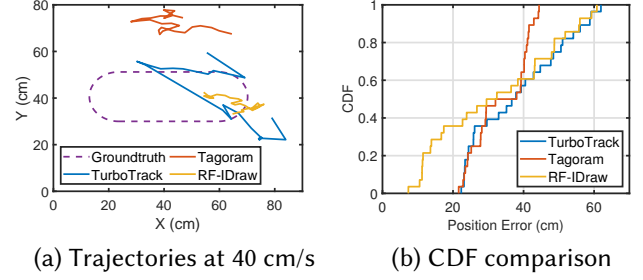 80
60
40
20
0
0 20 40 60 80 100
Y (cm)
X (cm)
Groundtruth
Tagoram
TurboTrack
RF-IDraw
(a) Trajectories at 40 cm/s
1
0.8
0.6
0.4
0.2
0
0 20 40 60
CDF
Position Error (cm)
TurboTrack
Tagoram
RF-IDraw
(b) CDF comparison